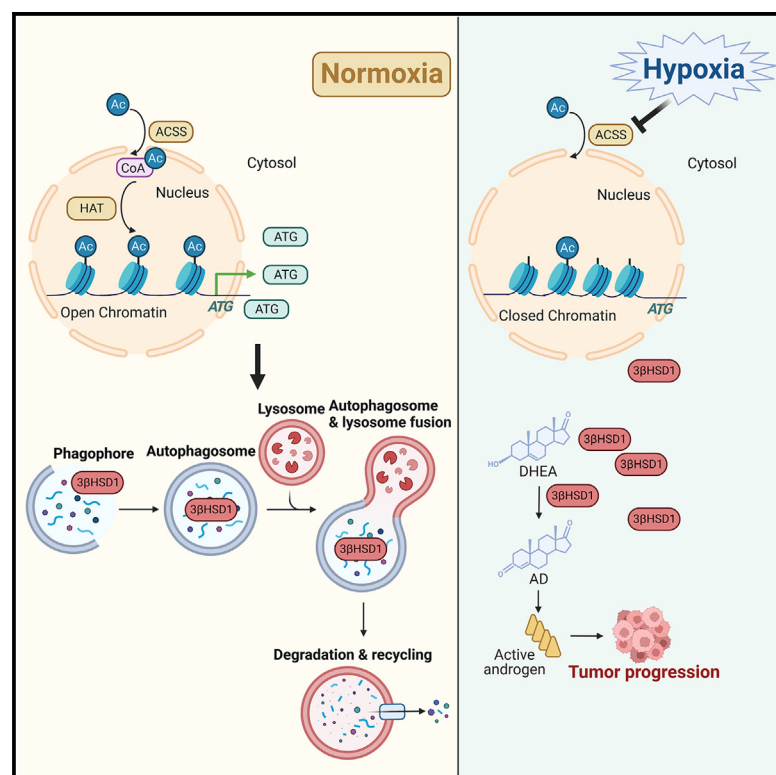 Normoxia
Ac
ACSS
Ac
CoA
Cytosol
Nucleus
HAT
Ac
Ac
Ac
ATG
ATG
ATG
ATG
Open Chromatin
Lysosome
Autophagosome
& lysosome fusion
Phagophore
Autophagosome
3βHSD1
3βHSD1
3βHSD1
Degradation & recycling
Hypoxia
Ac
ACSS
Cytosol
Nucleus
Ac
Closed Chromatin
ATG
3βHSD1
O
HO
DHEA
3βHSD1
3βHSD1
3βHSD1
3βHSD1
O
O
AD
Active
androgen
Tumor progression